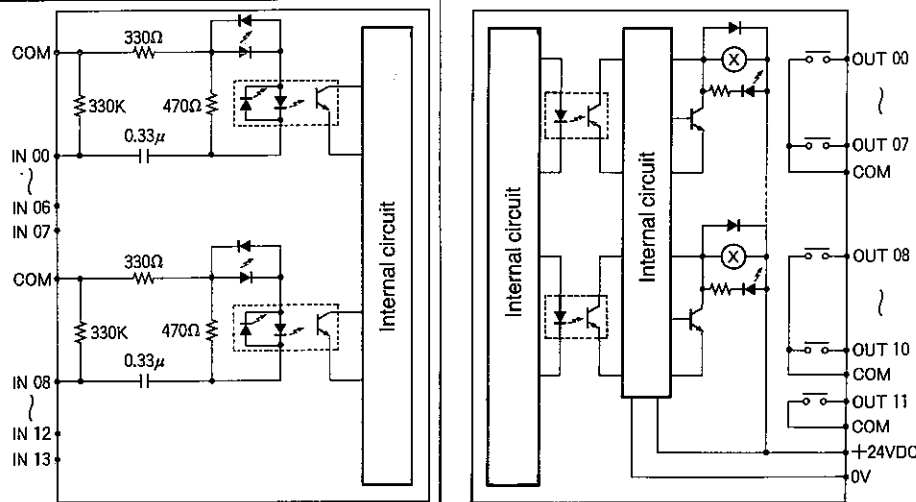 COM
330Ω
330K
470Ω
0.33μ
IN 00
IN 06
IN 07
COM
330Ω
330K
470Ω
0.33μ
IN 08
IN 12
IN 13
Internal circuit
Internal circuit
Internal circuit
X
X
OUT 00
OUT 07
COM
OUT 08
OUT 10
COM
OUT 11
COM
+24VDC
0V